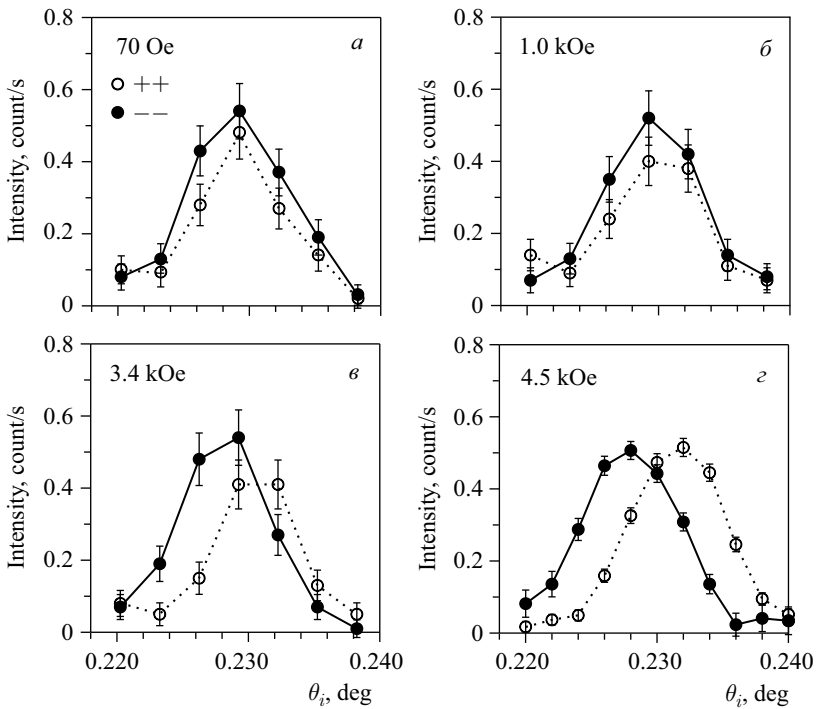 0.8
70 Oe
а
++
0.6
−−
0.4
0.2
0
Intensity, count/s
0.8
1.0 kOe
б
0.6
0.4
0.2
0
Intensity, count/s
0.8
3.4 kOe
в
0.6
0.4
0.2
0
0.220
0.230
0.240
Intensity, count/s
θi, deg
0.8
4.5 kOe
г
0.6
0.4
0.2
0
0.220
0.230
0.240
Intensity, count/s
θi, deg